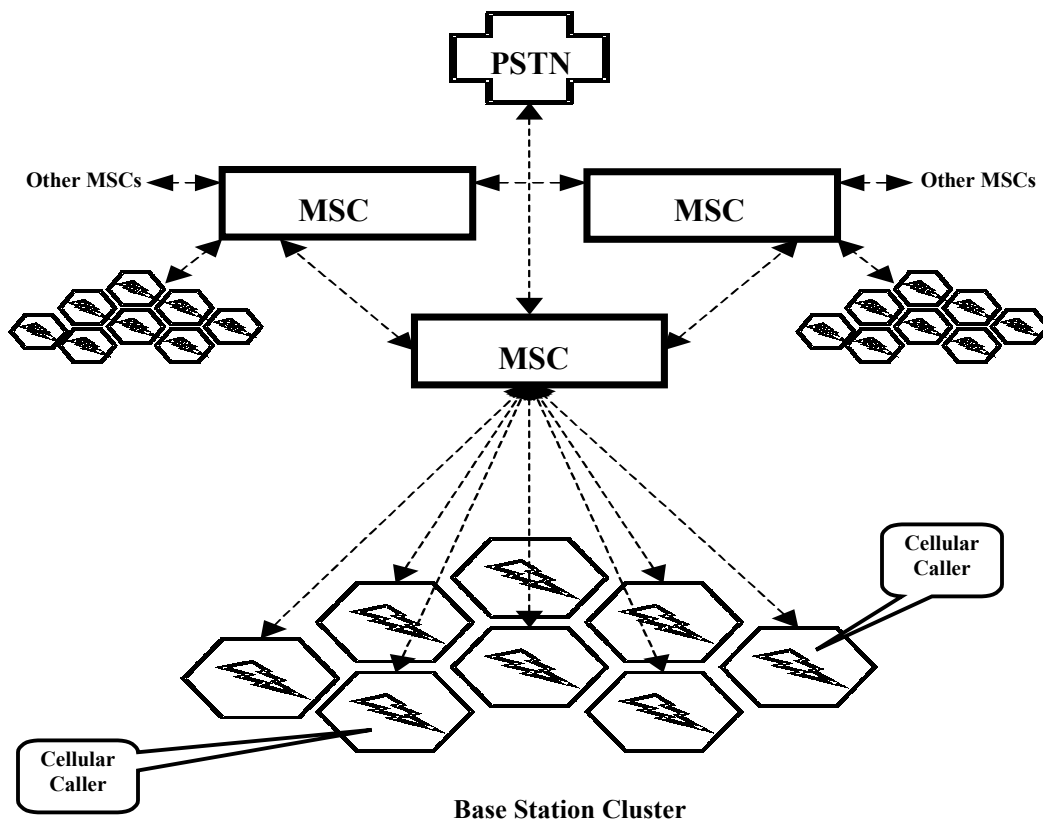 PSTN
Other MSCs
MSC
MSC
Other MSCs
MSC
Cellular
Caller
Cellular
Caller
Base Station Cluster